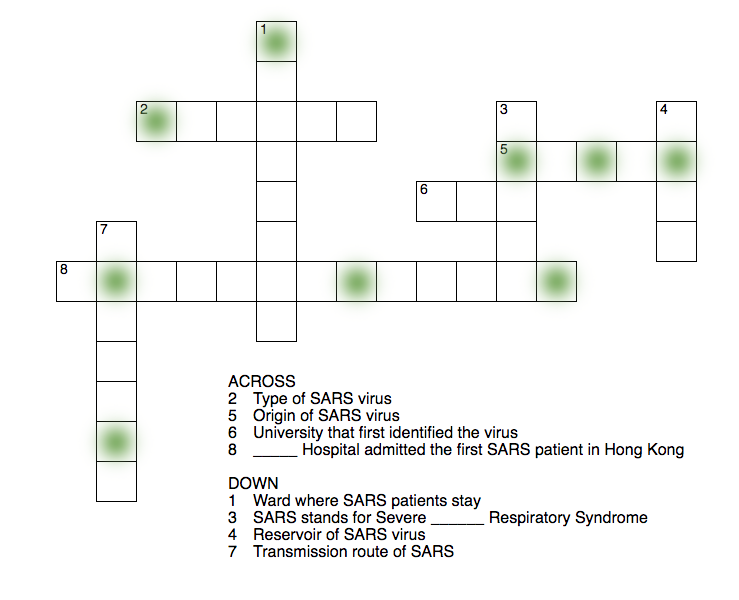 1
2
3
4
5
6
7
8
ACROSS
2 Type of SARS virus
5 Origin of SARS virus
6 University that first identified the virus
8 _____ Hospital admitted the first SARS patient in Hong Kong
DOWN
1 Ward where SARS patients stay
3 SARS stands for Severe ______ Respiratory Syndrome
4 Reservoir of SARS virus
7 Transmission route of SARS